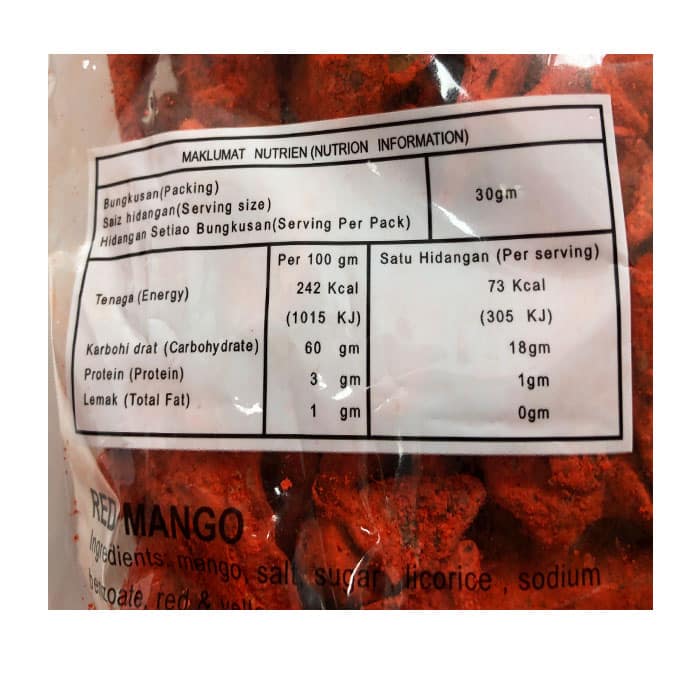 MAKLUMAT NUTRIEN (NUTRION INFORMATION)
Bungkusan(Packing)
Saiz hidangan(Serving size) 30gm
Hidangan Setiao Bungkusan(Serving Per Pack)
Per 100 gm Satu Hidangan (Per serving)
Tenaga (Energy) 242 Kcal 73 Kcal
(1015 KJ) (305 KJ)
Karbohi drat (Carbohydrate) 60 gm 18gm
Protein (Protein) 3 gm 1gm
Lemak (Total Fat) 1 gm 0gm
RED MANGO
Ingredients: mango, salt, sugar, licorice , sodium
benzoate, red &